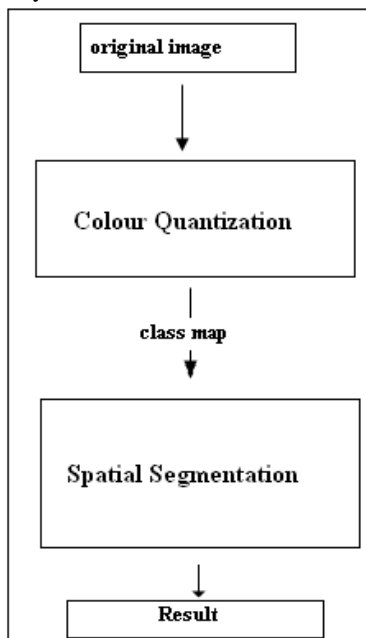 original image
Colour Quantization
class map
Spatial Segmentation
Result